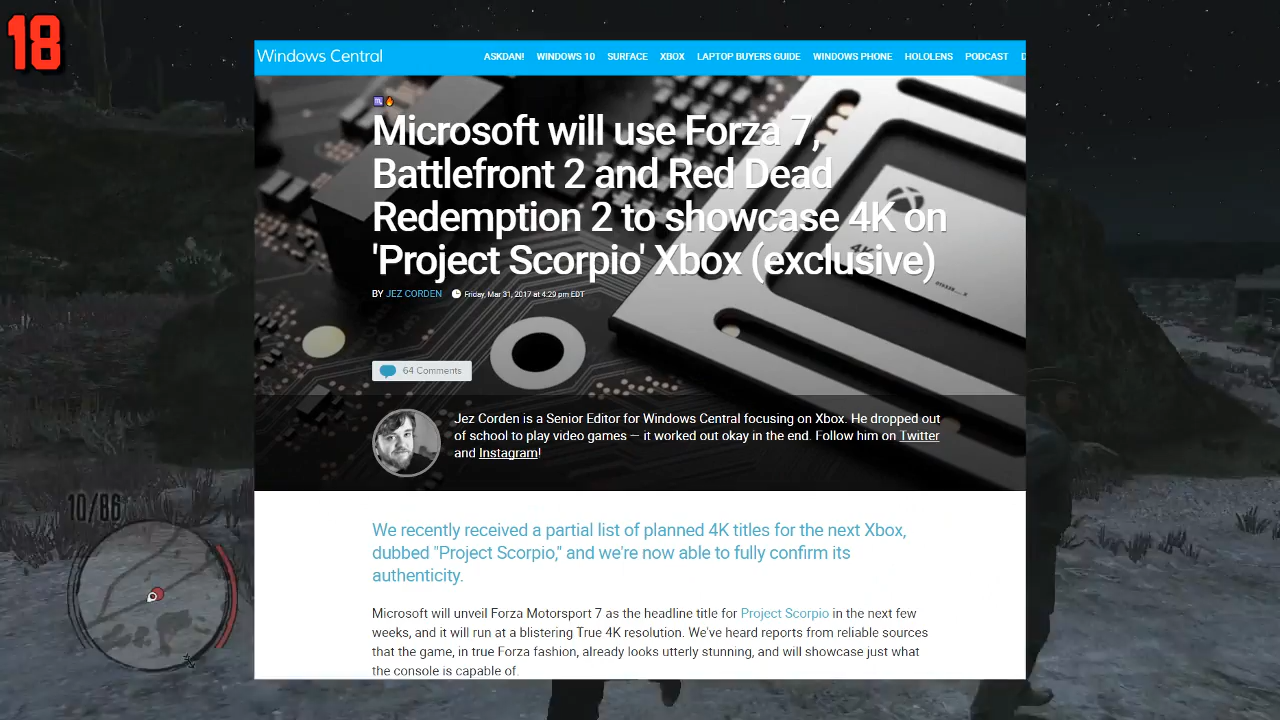 18
Windows Central
ASKDAN! WINDOWS 10 SURFACE XBOX LAPTOP BUYERS GUIDE WINDOWS PHONE HOLOLENS PODCAST D
Microsoft will use Forza 7,
Battlefront 2 and Red Dead
Redemption 2 to showcase 4K on
'Project Scorpio' Xbox (exclusive)
BY JEZ CORDEN Friday, Mar 31, 2017 at 4:29 pm EDT
4K
64 Comments
Jez Corden is a Senior Editor for Windows Central focusing on Xbox. He dropped out
of school to play video games — it worked out okay in the end. Follow him on Twitter
and Instagram!
10/86
We recently received a partial list of planned 4K titles for the next Xbox,
dubbed "Project Scorpio," and we're now able to fully confirm its
authenticity.
Microsoft will unveil Forza Motorsport 7 as the headline title for Project Scorpio in the next few
weeks, and it will run at a blistering True 4K resolution. We've heard reports from reliable sources
that the game, in true Forza fashion, already looks utterly stunning, and will showcase just what
the console is capable of.